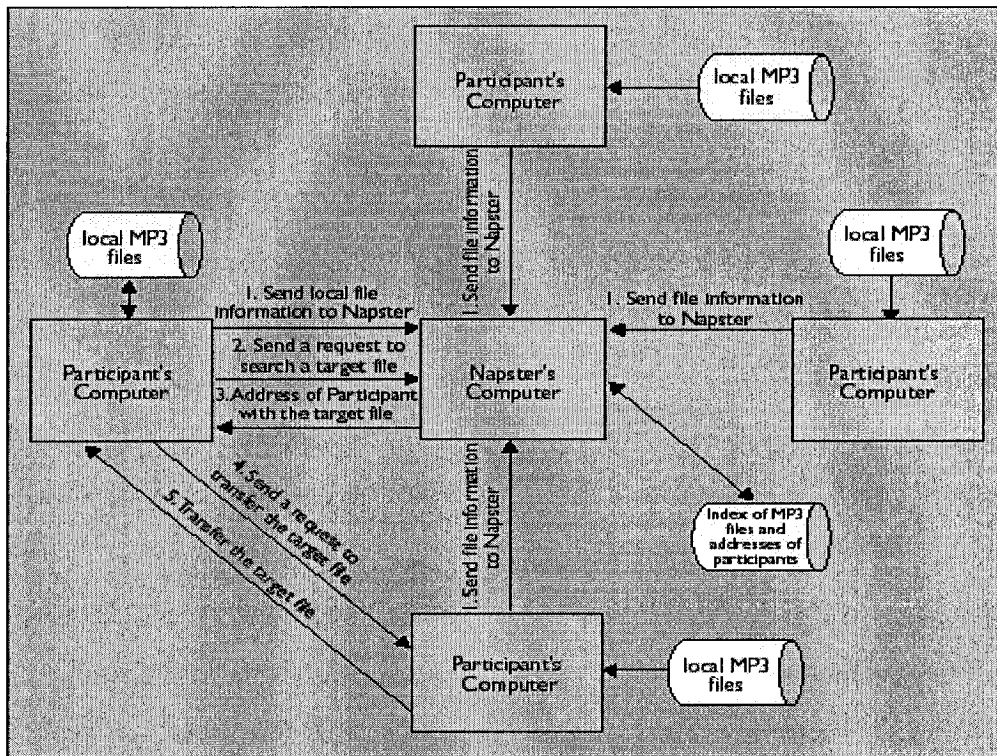 Participant's
Computer
local MP3
files
1. Send file information
to Napster
local MP3
files
local MP3
files
1. Send local file
information to Napster
1. Send file information
to Napster
2. Send a request to
search a target file
Participant's
Computer
Napster's
Computer
Participant's
Computer
3.Address of Participant
with the target file
4. Send a request to
transfer the target file
5. Transfer the
target file
1. Send file information
to Napster
Index of MP3
files and
addresses of
participants
Participant's
Computer
local MP3
files